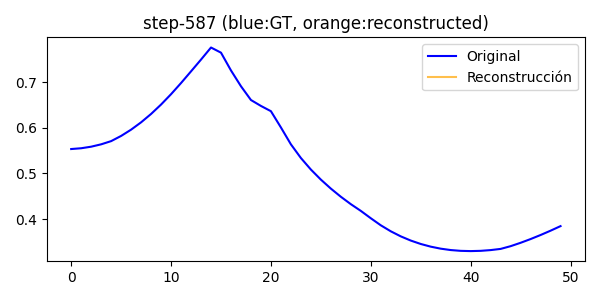 step-587 (blue:GT, orange:reconstructed)
Original
Reconstrucción
0.7
0.6
0.5
0.4
0 10 20 30 40 50